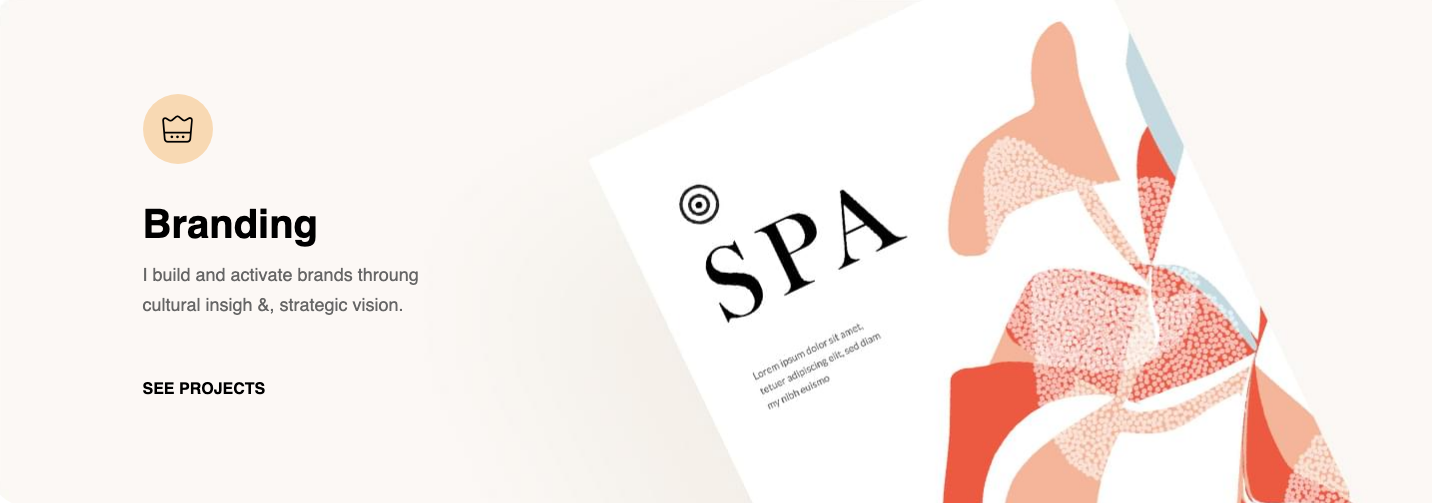 Branding
I build and activate brands throung
cultural insigh &, strategic vision.
SEE PROJECTS
SPA
Lorem ipsum dolor sit amet,
tetuer adipiscing elit, sed diam
my nibh euismo